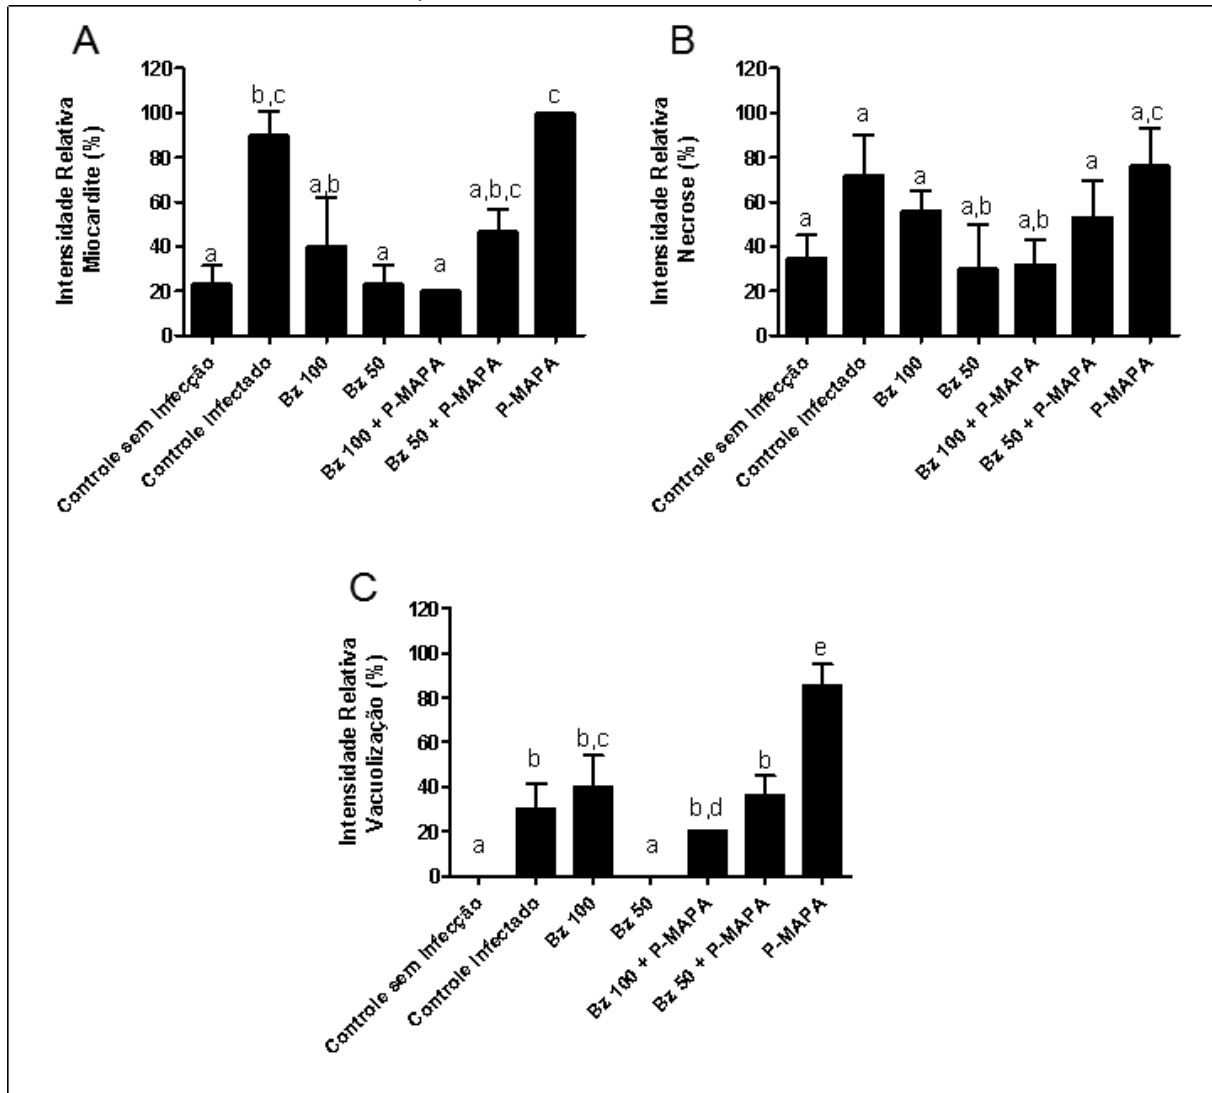 A
Intensidade Relativa
Miocardite (%)
120
100
80
60
40
20
0
a
b,c
a,b
a
a
a,b,c
c
Controle sem Infecção
Controle Infectado
Bz 100
Bz 50
Bz 100 + P-MAPA
Bz 50 + P-MAPA
P-MAPA
B
Intensidade Relativa
Necrose (%)
120
100
80
60
40
20
0
a
a
a
a,b
a,b
a
a,c
Controle sem Infecção
Controle Infectado
Bz 100
Bz 50
Bz 100 + P-MAPA
Bz 50 + P-MAPA
P-MAPA
C
Intensidade Relativa
Vacuolização (%)
120
100
80
60
40
20
0
a
b
b,c
a
b,d
b
e
Controle sem Infecção
Controle Infectado
Bz 100
Bz 50
Bz 100 + P-MAPA
Bz 50 + P-MAPA
P-MAPA